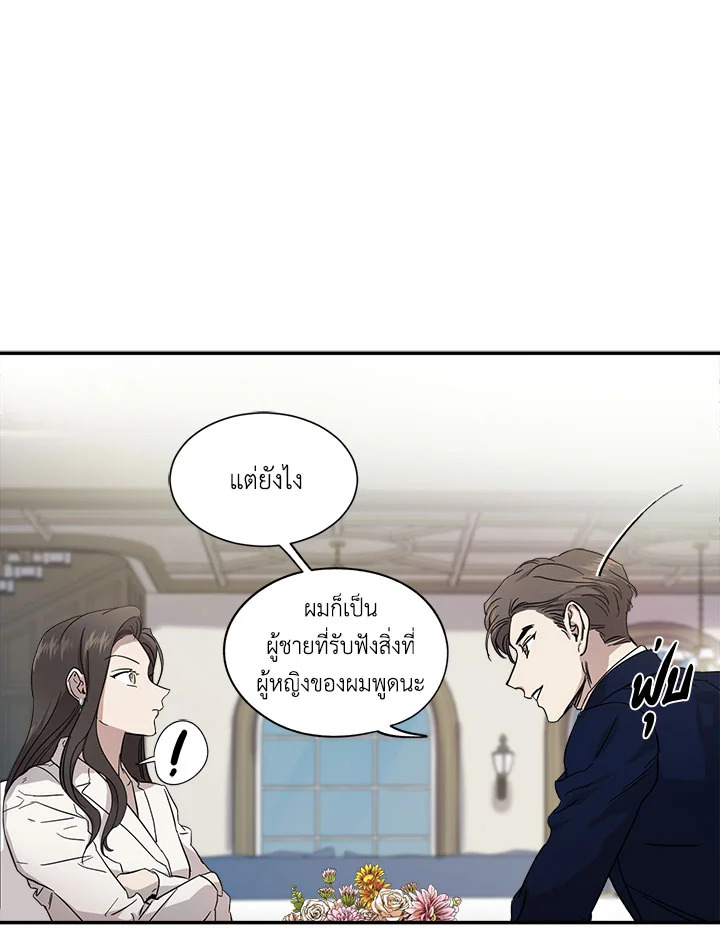 แต่ยังไง
ผมก็เป็น
ผู้ชายที่รับฟังสิ่งที่
ผู้หญิงของผมพูดนะ
!
ฟุ่บ